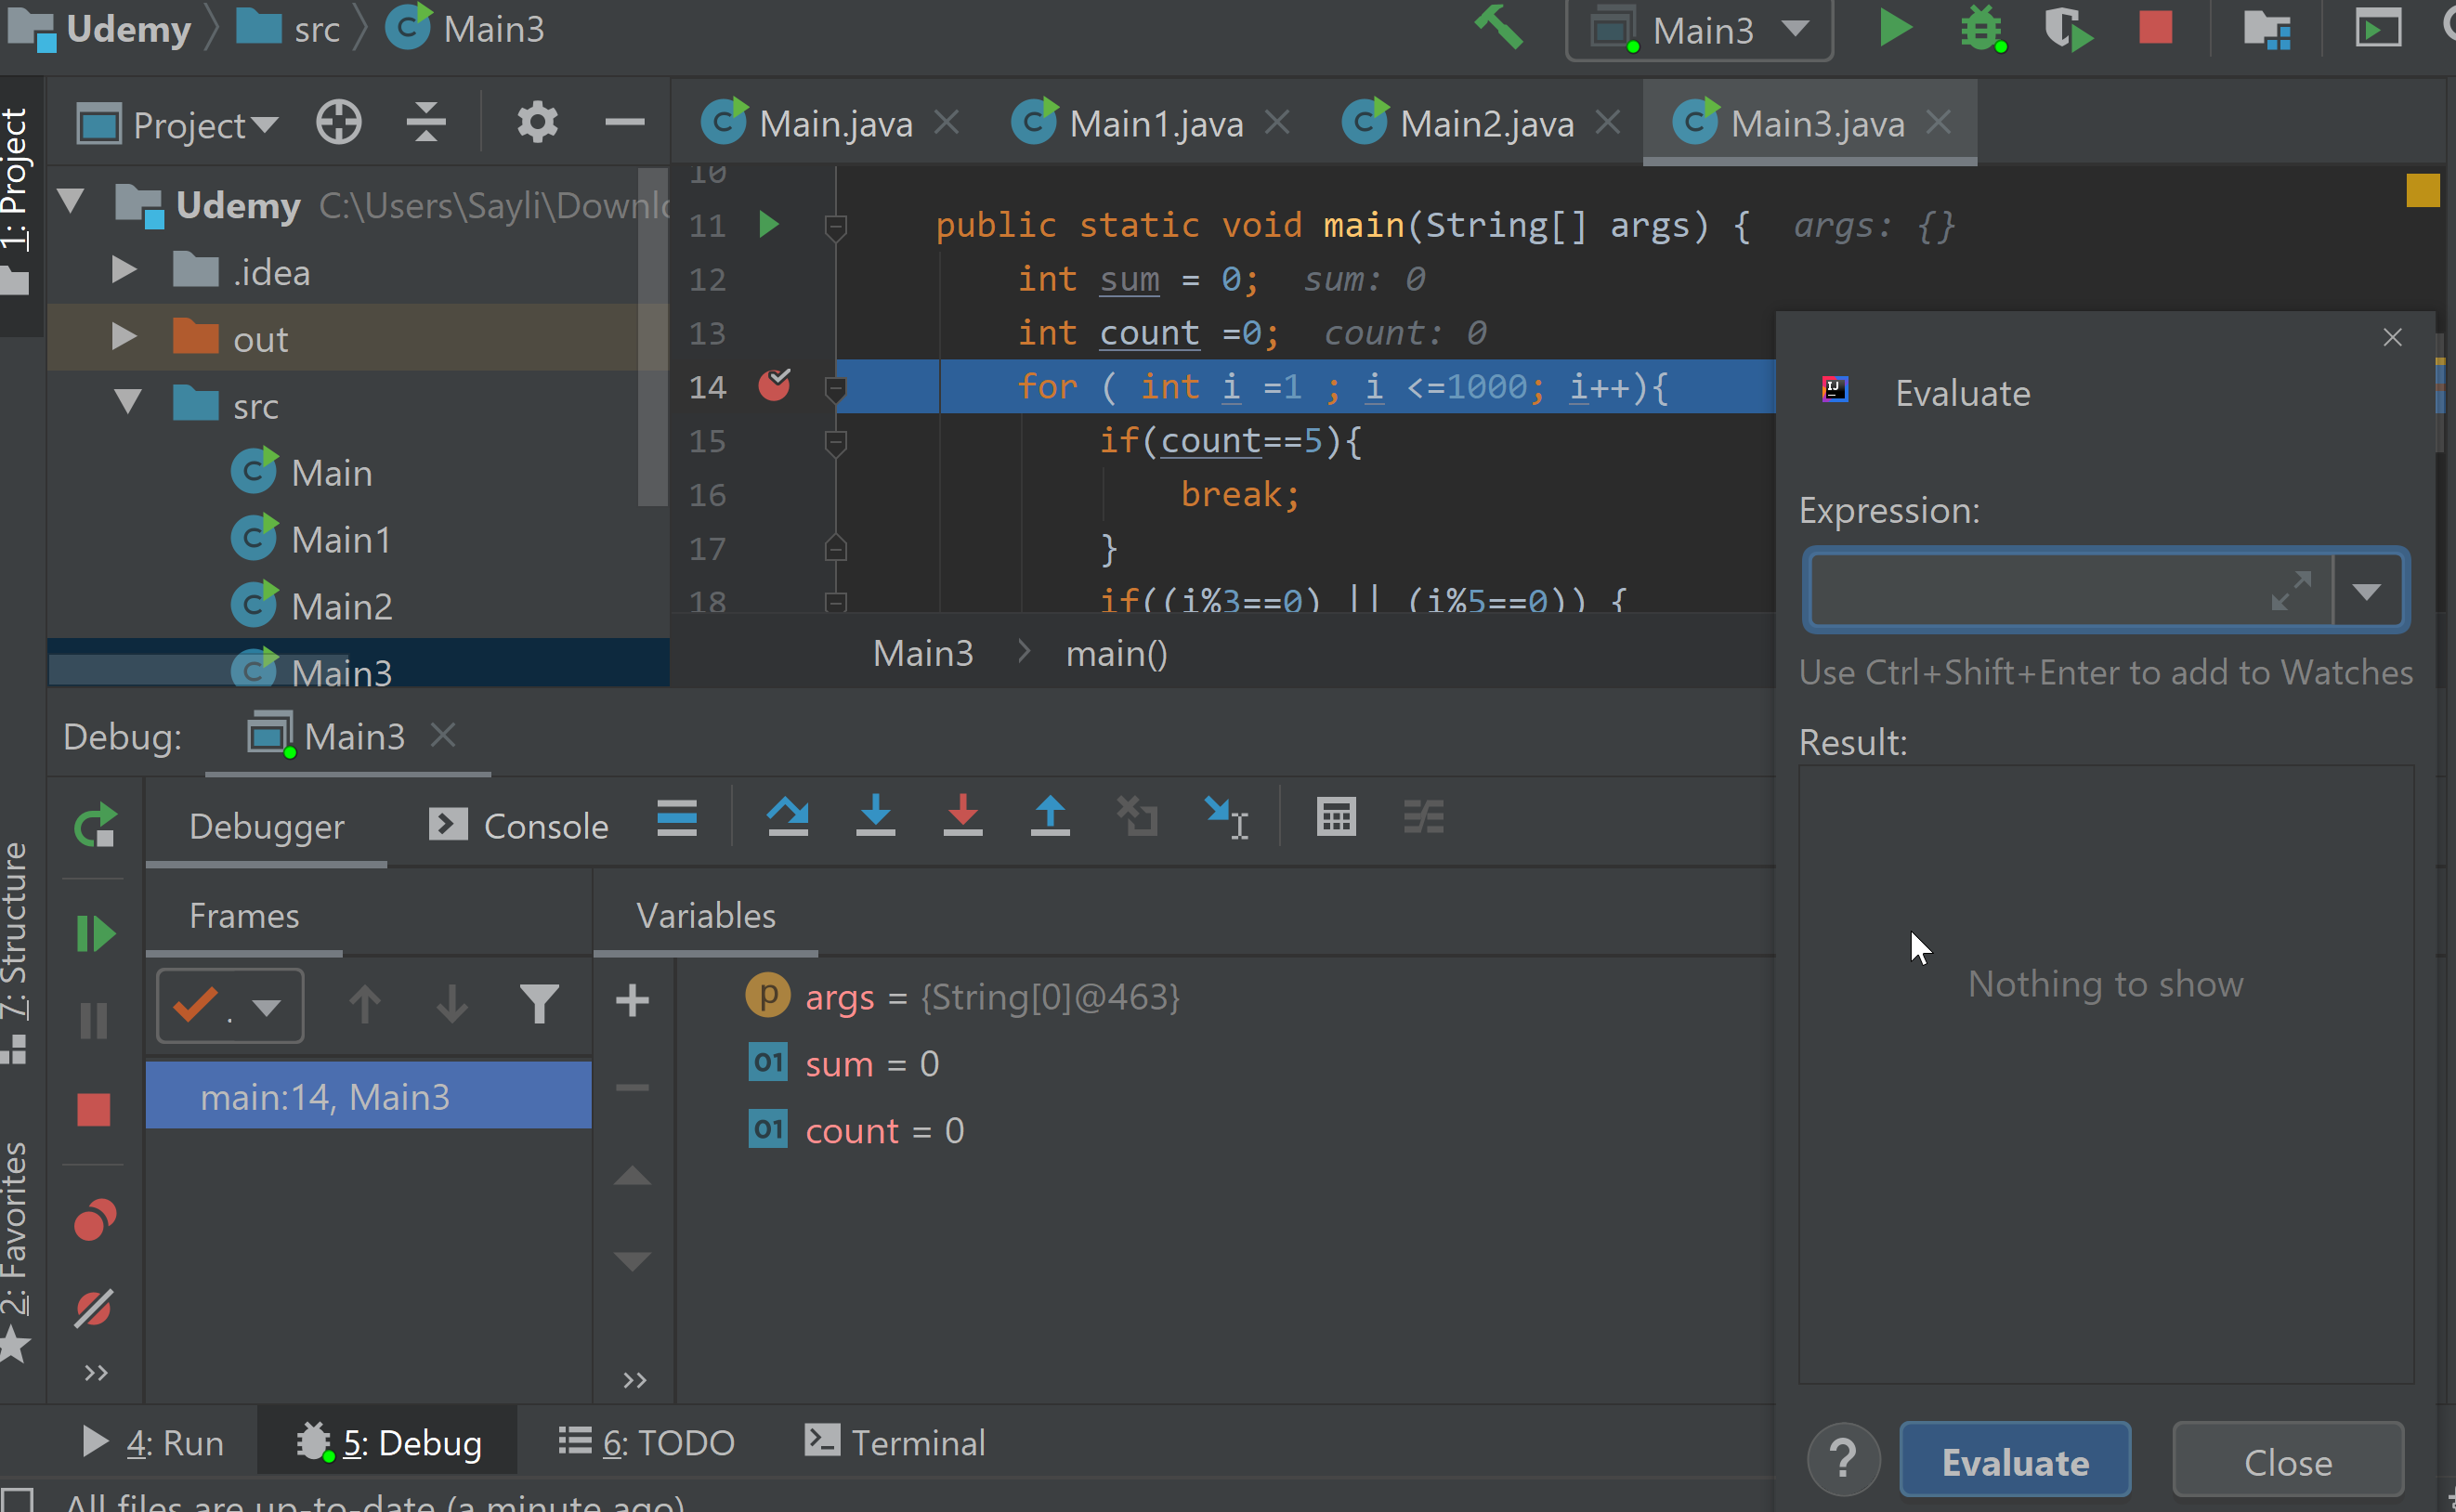 Udemy src Main3
Main3
1: Project
Project
Main.java Main1.java Main2.java Main3.java
Udemy C:\Users\Sayli\Downlo
.idea
out
src
Main
Main1
Main2
Main3
10
11 public static void main(String[] args) { args: {}
12 int sum = 0; sum: 0
13 int count =0; count: 0
14 for ( int i =1 ; i <=1000; i++){
15 if(count==5){
16 break;
17 }
18 if((i%3==0) || (i%5==0)) {
Main3 > main()
Evaluate
Expression:
Use Ctrl+Shift+Enter to add to Watches
Result:
Nothing to show
? Evaluate Close
Debug: Main3
Debugger Console
Frames Variables
main:14, Main3
p args = {String[0]@463}
01 sum = 0
01 count = 0
7: Structure
2: Favorites
4: Run 5: Debug 6: TODO Terminal
All files are up-to-date (a minute ago)